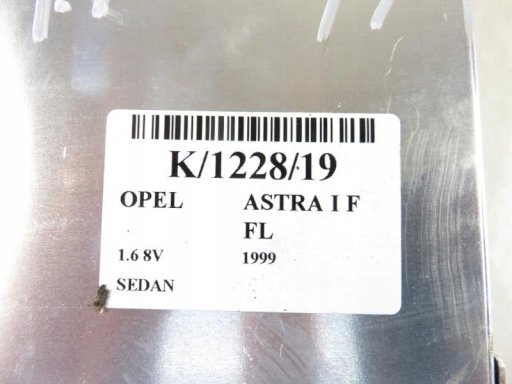 K/1228/19
OPEL ASTRA I F
FL
1.6 8V 1999
SEDAN